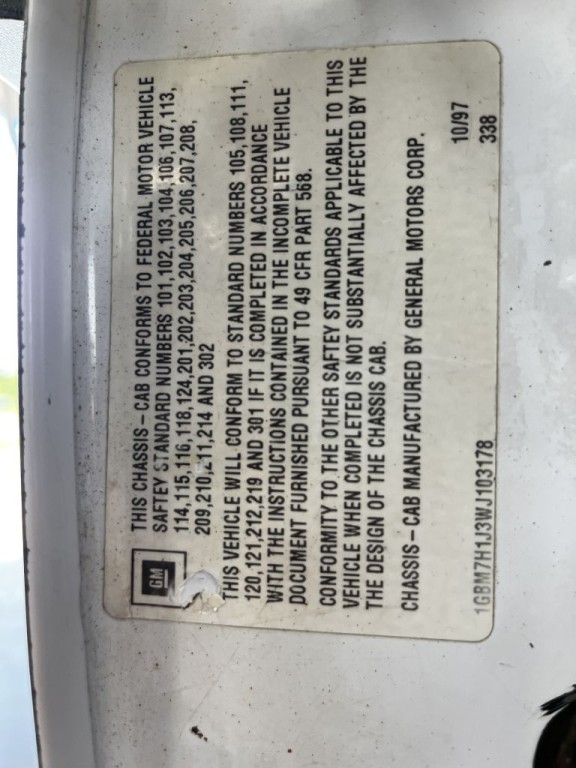 GM
THIS CHASSIS-CAB CONFORMS TO FEDERAL MOTOR VEHICLE
SAFTEY STANDARD NUMBERS 101,102,103,104,106,107,113,
114,115,116,118,124,201,202,203,204,205,206,207,208,
209,210,211,214 AND 302
THIS VEHICLE WILL CONFORM TO STANDARD NUMBERS 105,108,111,
120,121,212,219 AND 301 IF IT IS COMPLETED IN ACCORDANCE
WITH THE INSTRUCTIONS CONTAINED IN THE INCOMPLETE VEHICLE
DOCUMENT FURNISHED PURSUANT TO 49 CFR PART 568.
CONFORMITY TO THE OTHER SAFTEY STANDARDS APPLICABLE TO THIS
VEHICLE WHEN COMPLETED IS NOT SUBSTANTIALLY AFFECTED BY THE
THE DESIGN OF THE CHASSIS CAB.
CHASSIS-CAB MANUFACTURED BY GENERAL MOTORS CORP.
10/97
1GBM7H1J3WJ103178 338